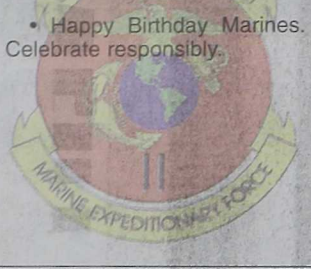 • Happy Birthday Marines.
Celebrate responsibly.
II
MARINE EXPEDITIONARY FORCE